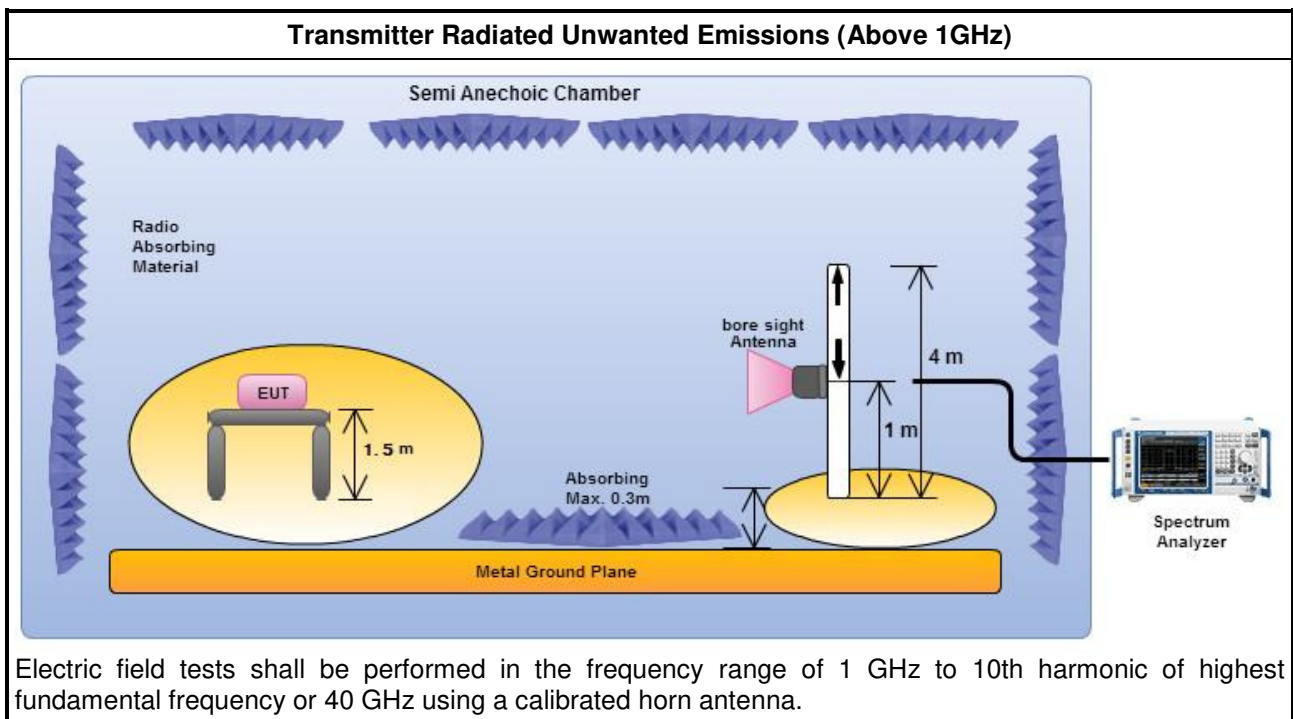 Transmitter Radiated Unwanted Emissions (Above 1GHz)
Semi Anechoic Chamber
Radio
Absorbing
Material
bore sight
Antenna
4 m
EUT
1.5 m
1 m
Absorbing
Max. 0.3m
Spectrum
Analyzer
Metal Ground Plane
Electric field tests shall be performed in the frequency range of 1 GHz to 10th harmonic of highest
fundamental frequency or 40 GHz using a calibrated horn antenna.